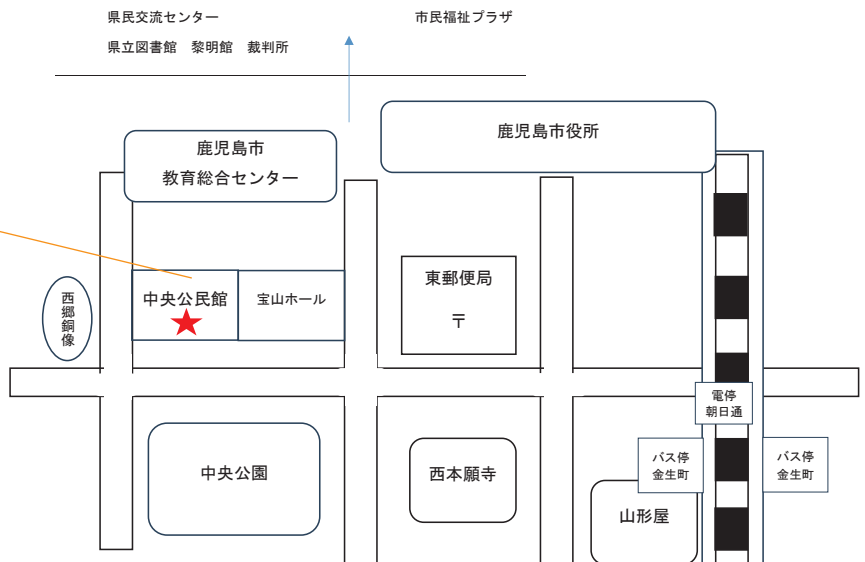 県民交流センター
市民福祉プラザ
県立図書館 黎明館 裁判所
鹿児島市
教育総合センター
鹿児島市役所
西郷銅像
中央公民館
宝山ホール
東郵便局
〒
電停
朝日通
中央公園
西本願寺
バス停
金生町
バス停
金生町
山形屋